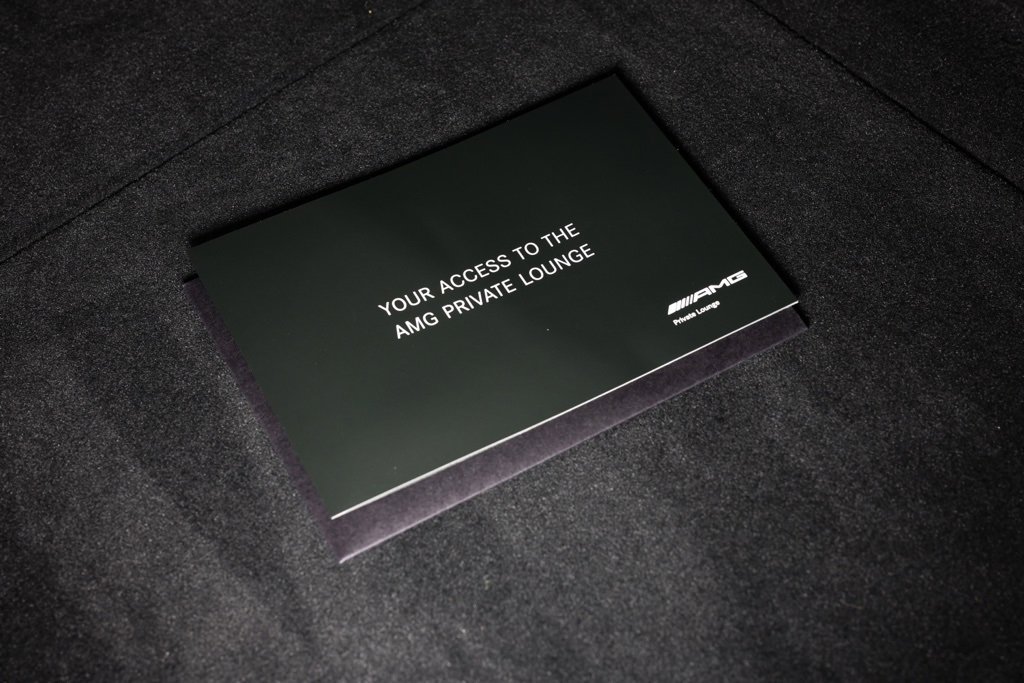 YOUR ACCESS TO THE
AMG PRIVATE LOUNGE
AMG
Private Lounge